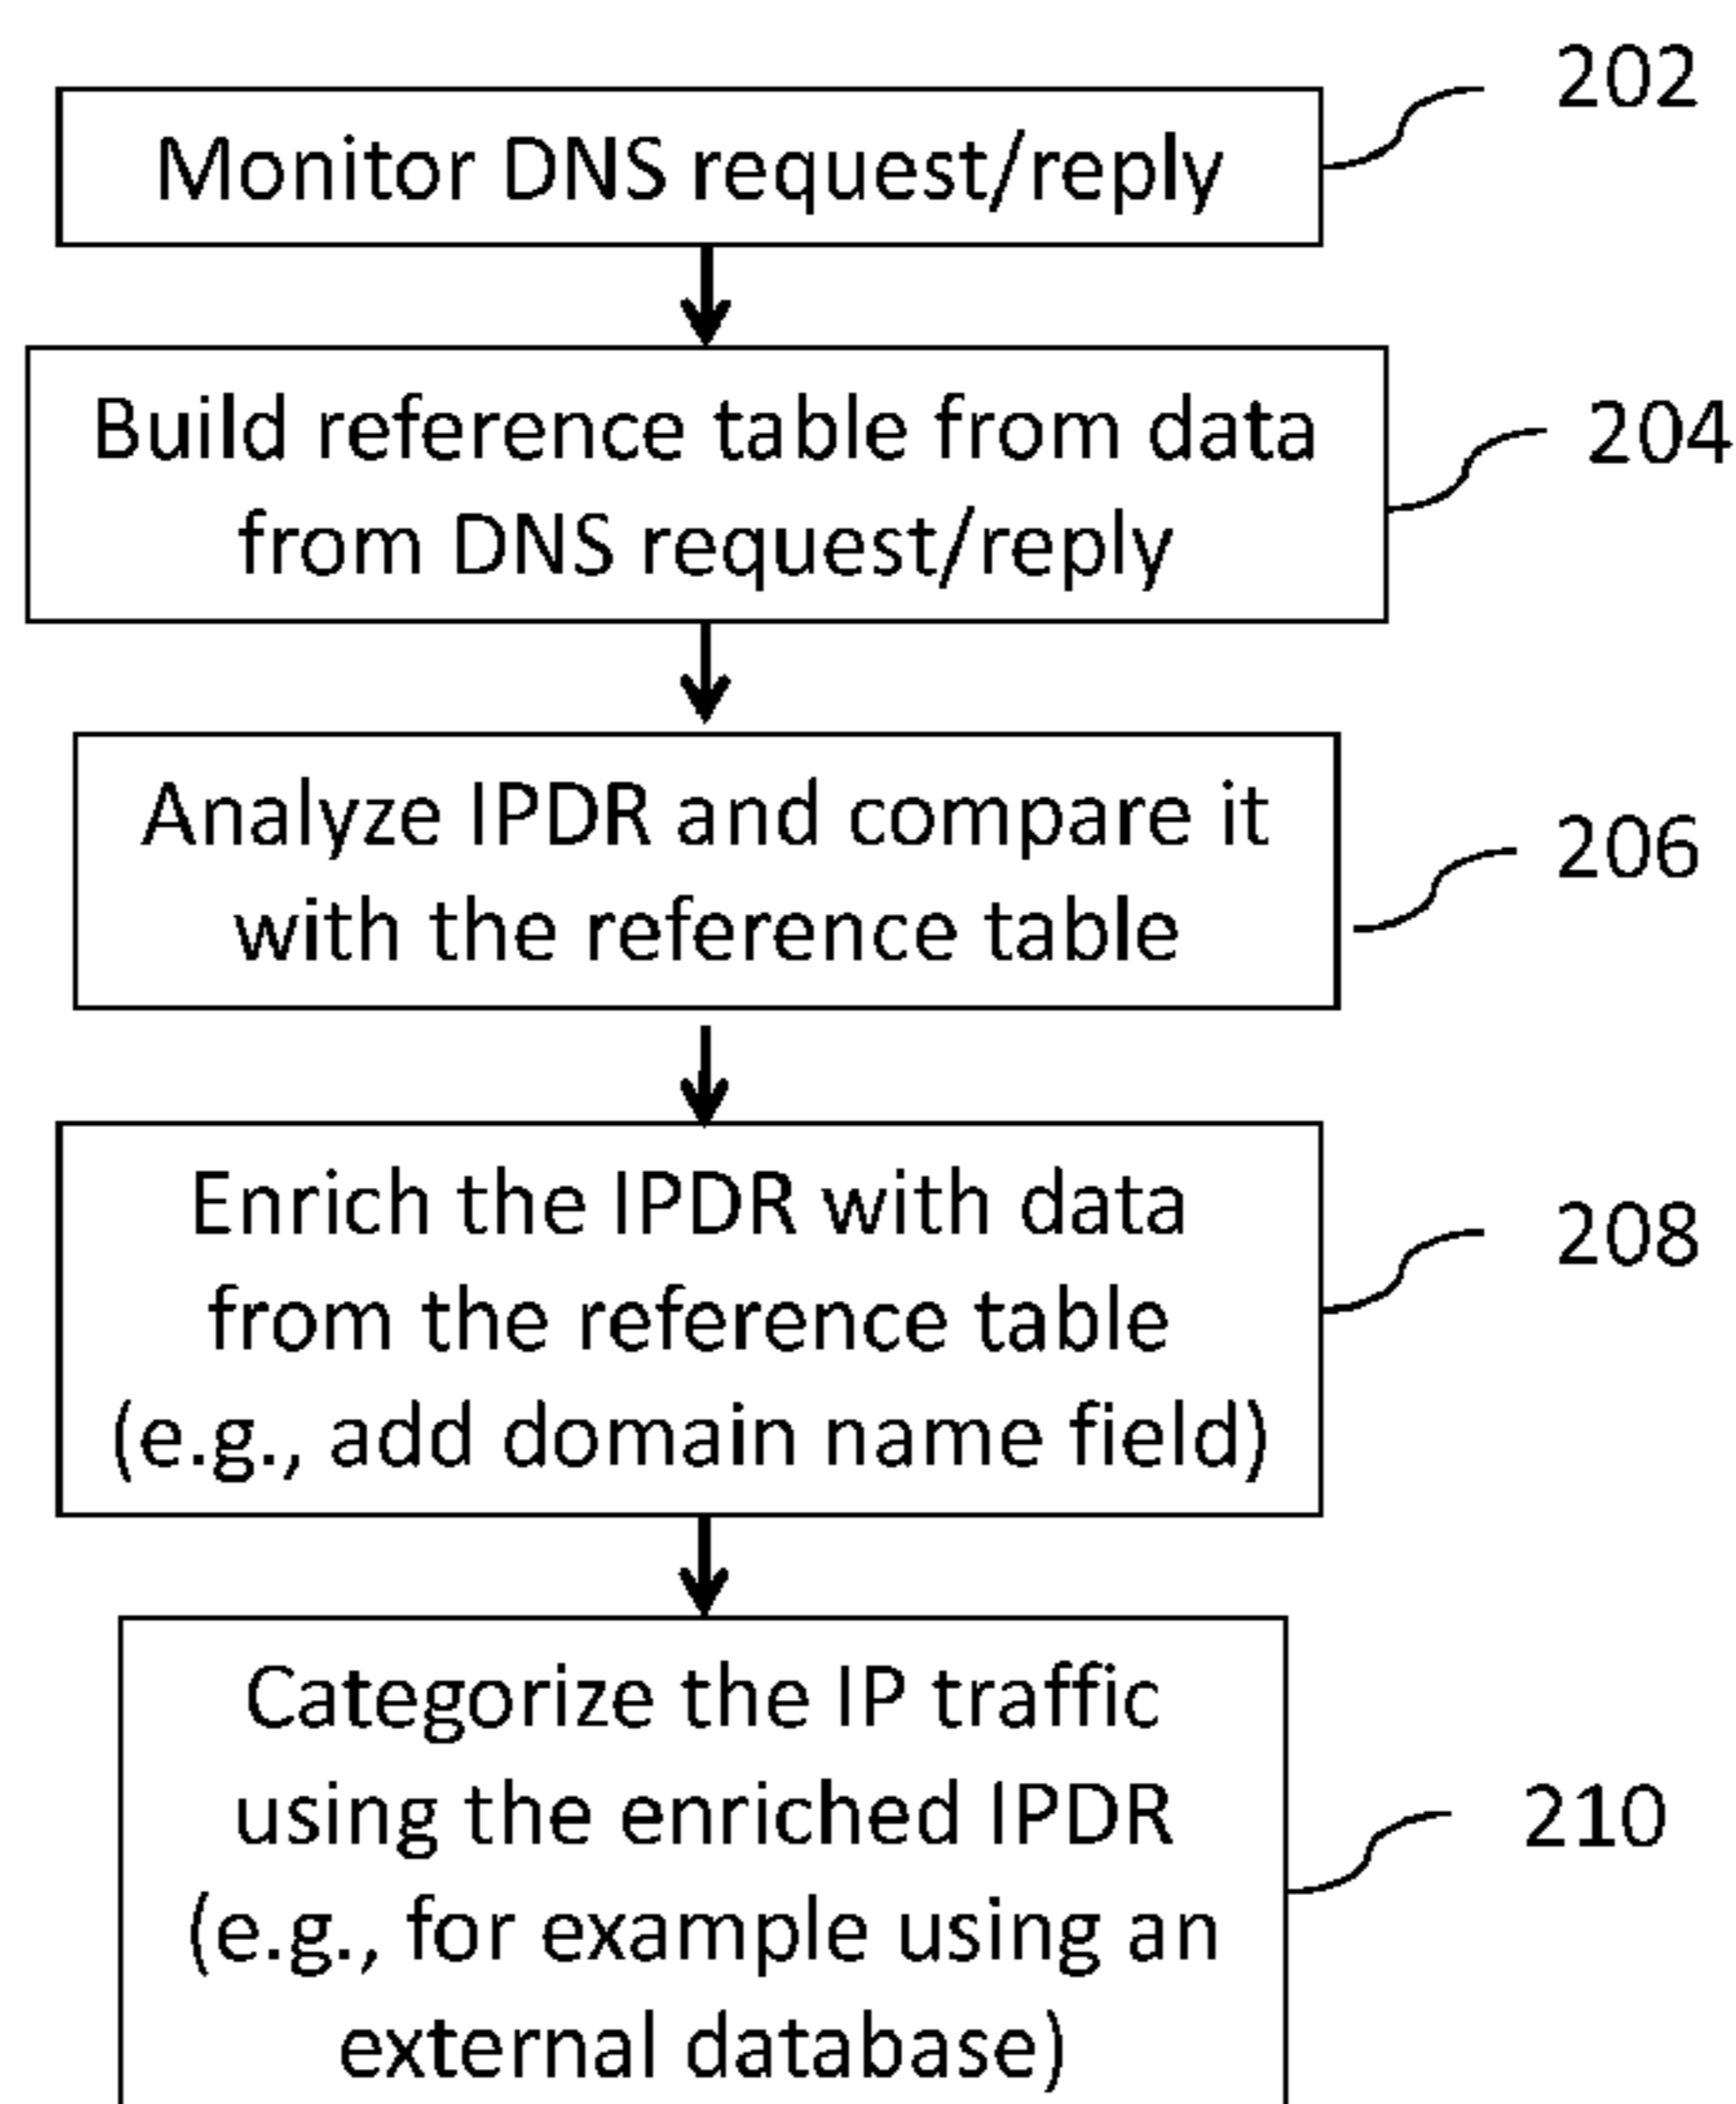 202
Monitor DNS request/reply
Build reference table from data
from DNS request/reply
204
Analyze IPDR and compare it
with the reference table
206
Enrich the IPDR with data
from the reference table
(e.g., add domain name field)
208
Categorize the IP traffic
using the enriched IPDR
(e.g., for example using an
external database)
210